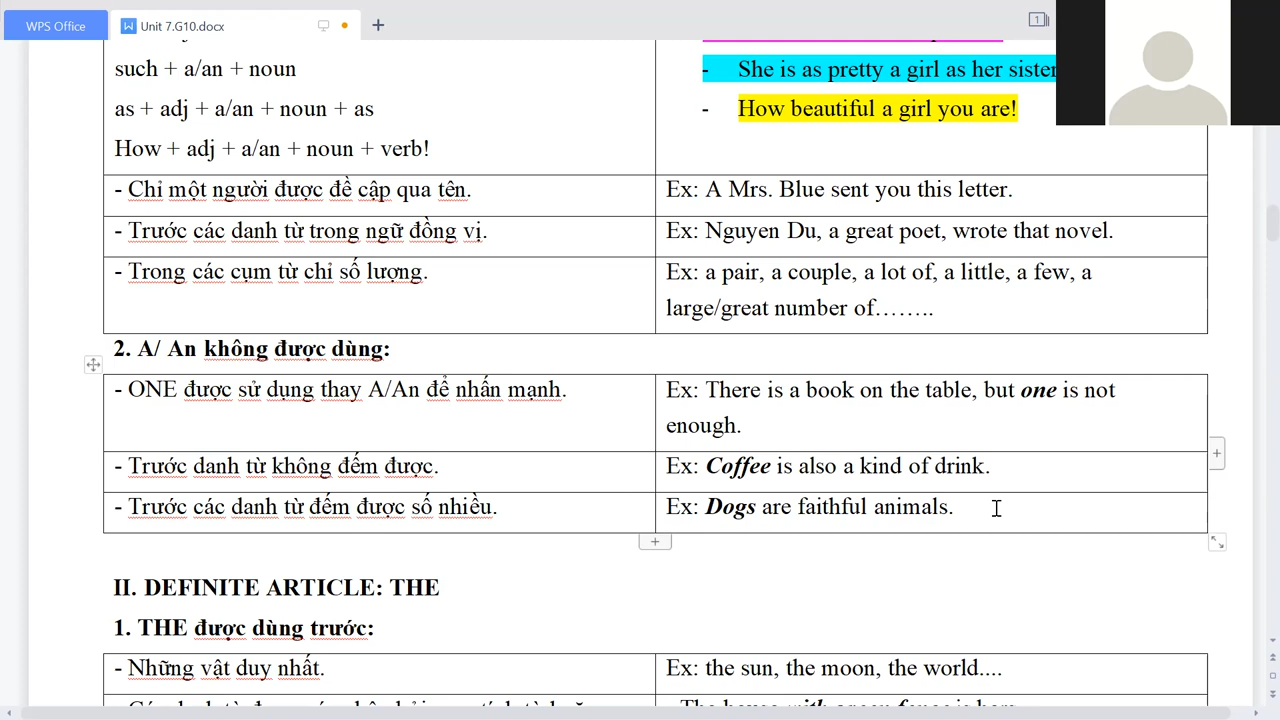 WPS Office
Unit 7.G10.docx
1
such + a/an + noun
- She is as pretty a girl as her sister
as + adj + a/an + noun + as
- How beautiful a girl you are!
How + adj + a/an + noun + verb!
- Chỉ một người được đề cập qua tên.
Ex: A Mrs. Blue sent you this letter.
- Trước các danh từ trong ngữ đồng vị.
Ex: Nguyen Du, a great poet, wrote that novel.
- Trong các cụm từ chỉ số lượng.
Ex: a pair, a couple, a lot of, a little, a few, a
large/great number of……..
2. A/ An không được dùng:
- ONE được sử dụng thay A/An để nhấn mạnh.
Ex: There is a book on the table, but one is not
enough.
- Trước danh từ không đếm được.
Ex: Coffee is also a kind of drink.
- Trước các danh từ đếm được số nhiều.
Ex: Dogs are faithful animals.
II. DEFINITE ARTICLE: THE
1. THE được dùng trước:
- Những vật duy nhất.
Ex: the sun, the moon, the world....